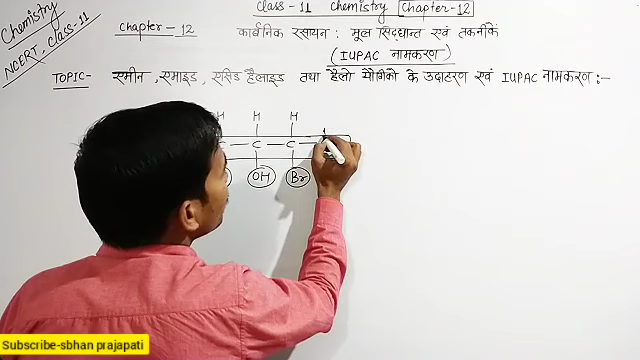 Chemistry
NCERT, Class-11
Class - 11 Chemistry Chapter-12
Chapter - 12 कार्बनिक रसायन : मूल सिद्धान्त एवं तकनीकें
(IUPAC नामकरण)
TOPIC- एमीन, एमाइड, एसिड हैलाइड तथा हैलो यौगिको के उदाहरण एवं IUPAC नामकरण :-
H H H
- C - C - C -
OH Br
Subscribe-sbhan prajapati